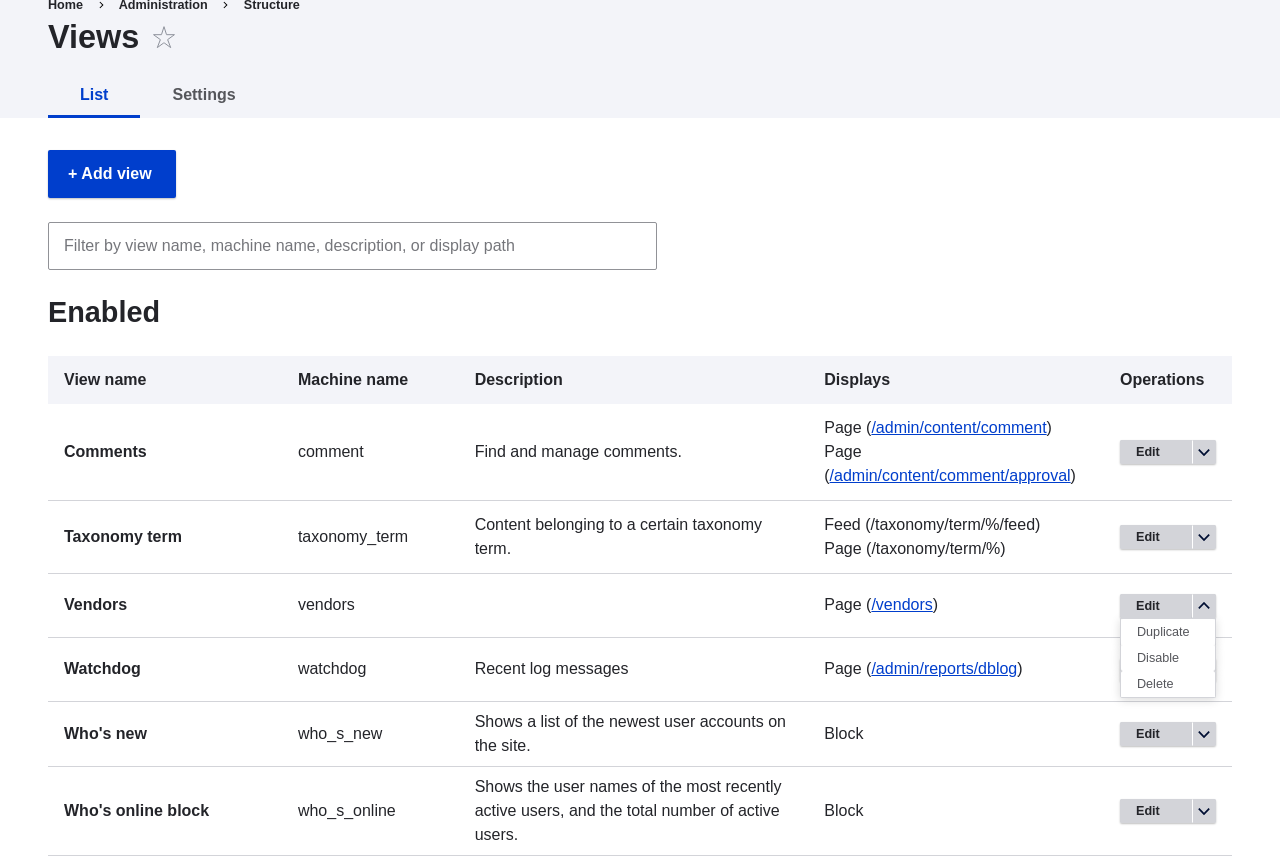 Home Administration Structure
Views
List Settings
+ Add view
Filter by view name, machine name, description, or display path
Enabled
View name Machine name Description Displays Operations
Comments comment Find and manage comments. Page (/admin/content/comment)
Page
(/admin/content/comment/approval) Edit
Taxonomy term taxonomy_term Content belonging to a certain taxonomy
term. Feed (/taxonomy/term/%/feed)
Page (/taxonomy/term/%) Edit
Vendors vendors Page (/vendors) Edit
Duplicate
Disable
Delete
Watchdog watchdog Recent log messages Page (/admin/reports/dblog)
Who's new who_s_new Shows a list of the newest user accounts on
the site. Block Edit
Who's online block who_s_online Shows the user names of the most recently
active users, and the total number of active
users. Block Edit